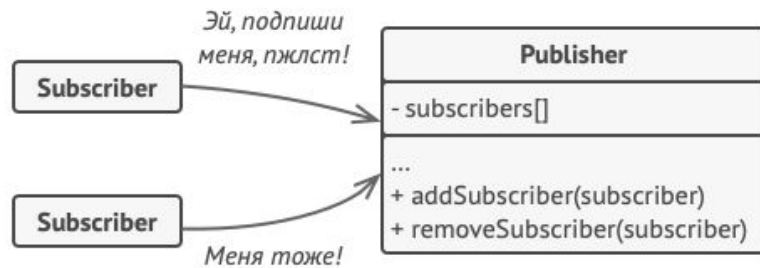 Эй, подпиши
меня, пжлст!
Subscriber
Publisher
- subscribers[]
...
+ addSubscriber(subscriber)
+ removeSubscriber(subscriber)
Subscriber
Меня тоже!